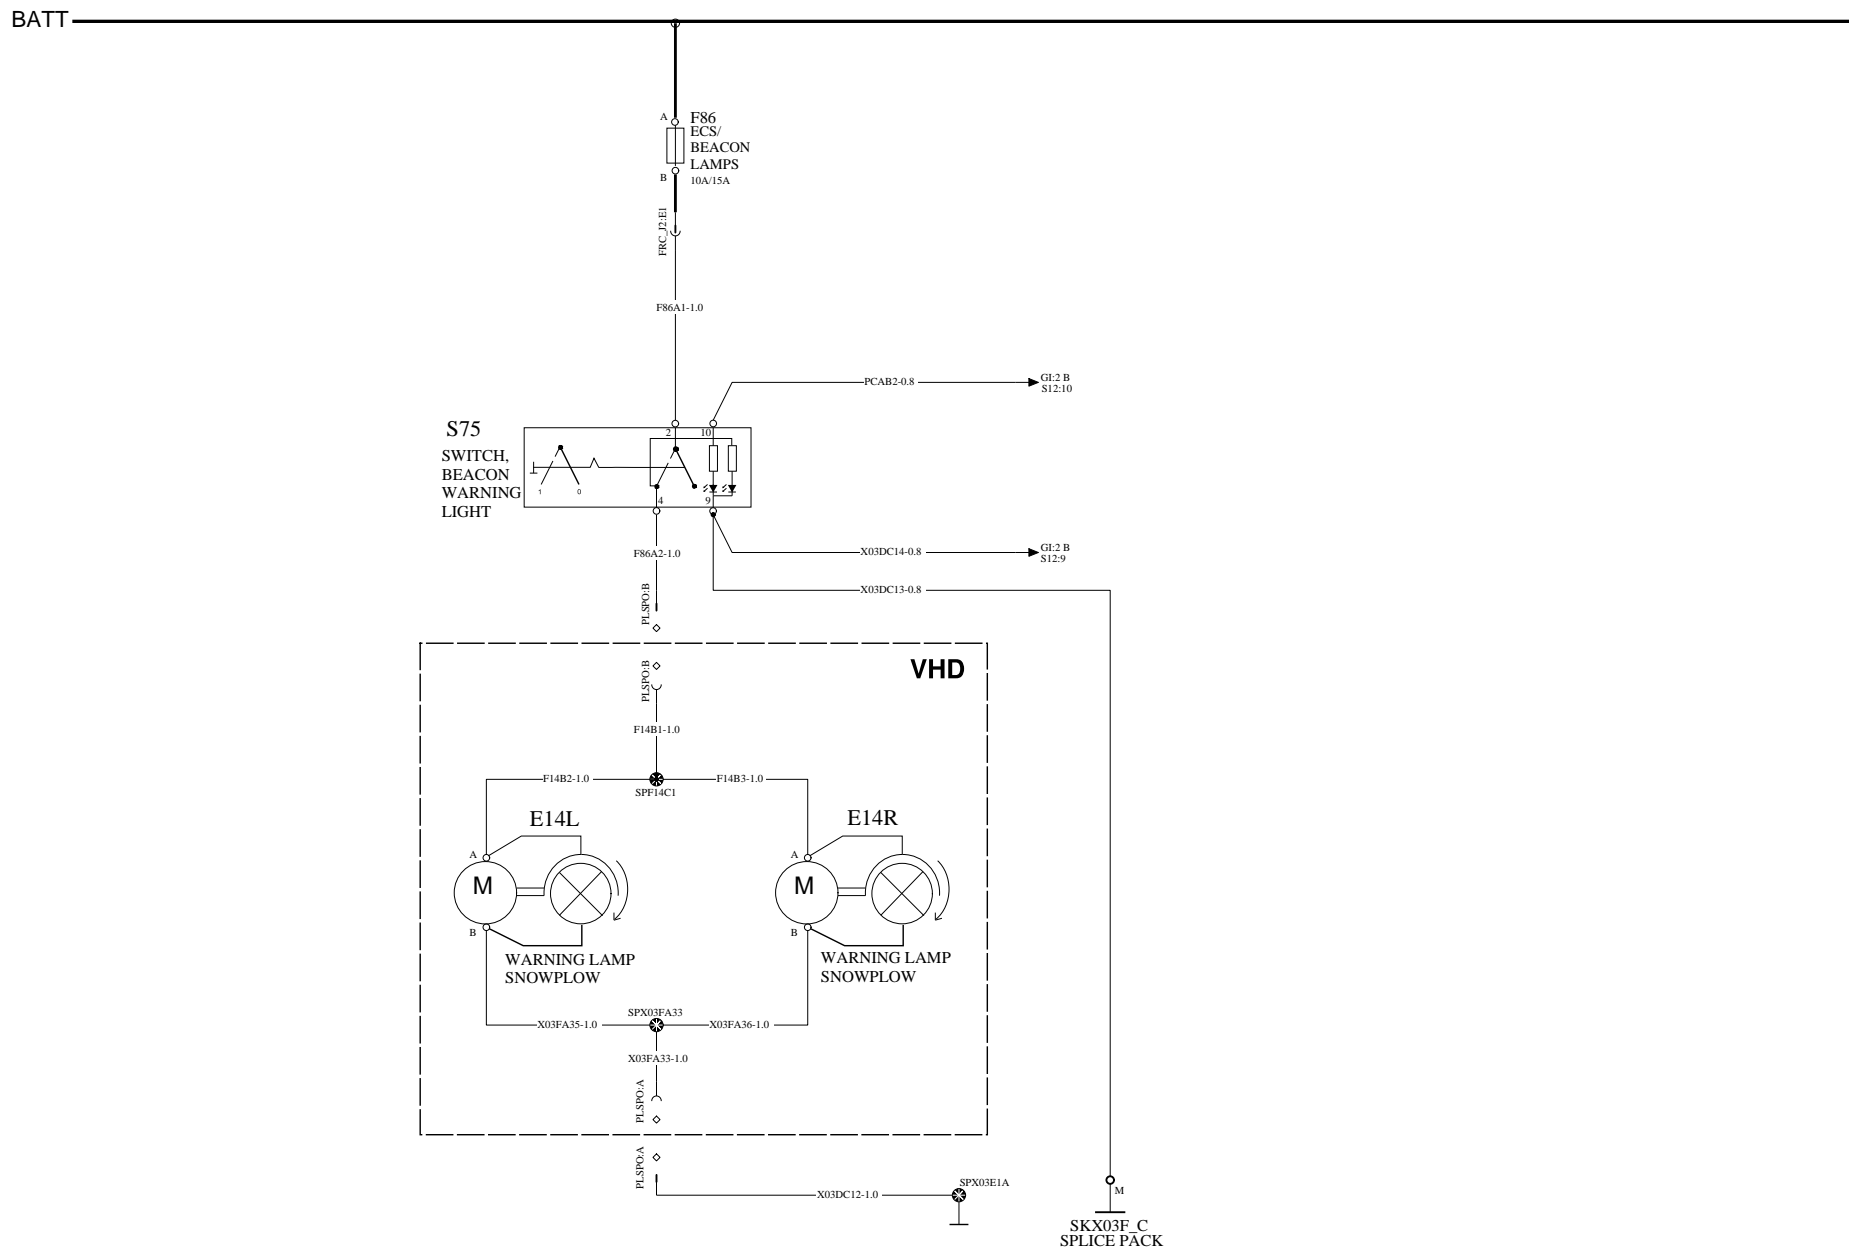 BATT
A
F86
ECS/
BEACON
LAMPS
B
10A/15A
FRC_J2:E1
F86A1-1.0
PCAB2-0.8
GI:2 B
S12:10
S75
SWITCH,
BEACON
WARNING
LIGHT
2
10
1
0
4
9
F86A2-1.0
X03DC14-0.8
GI:2 B
S12:9
X03DC13-0.8
PLSPO:B
VHD
PLSPO:B
F14B1-1.0
F14B2-1.0
F14B3-1.0
SPF14C1
E14L
E14R
A
M
B
A
M
B
WARNING LAMP
SNOWPLOW
WARNING LAMP
SNOWPLOW
SPX03FA33
X03FA35-1.0
X03FA36-1.0
X03FA33-1.0
PLSPO:A
PLSPO:A
X03DC12-1.0
SPX03E1A
M
SKX03F_C
SPLICE PACK